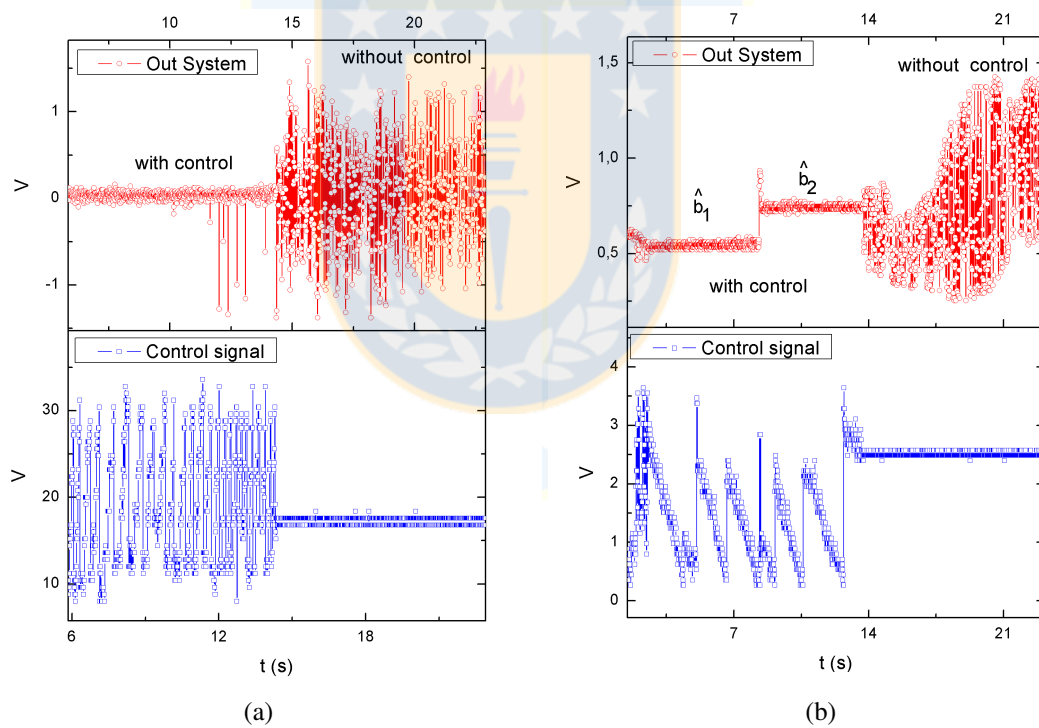 10 15 20
Out System
without control
with control
1
0
-1
V
Control signal
30
20
10
V
6 12 18
t (s)
(a)
7 14 21
Out System
without control
1,5
1,0
0,5
V
b̂1
b̂2
with control
Control signal
4
3
2
1
0
V
7 14 21
t (s)
(b)